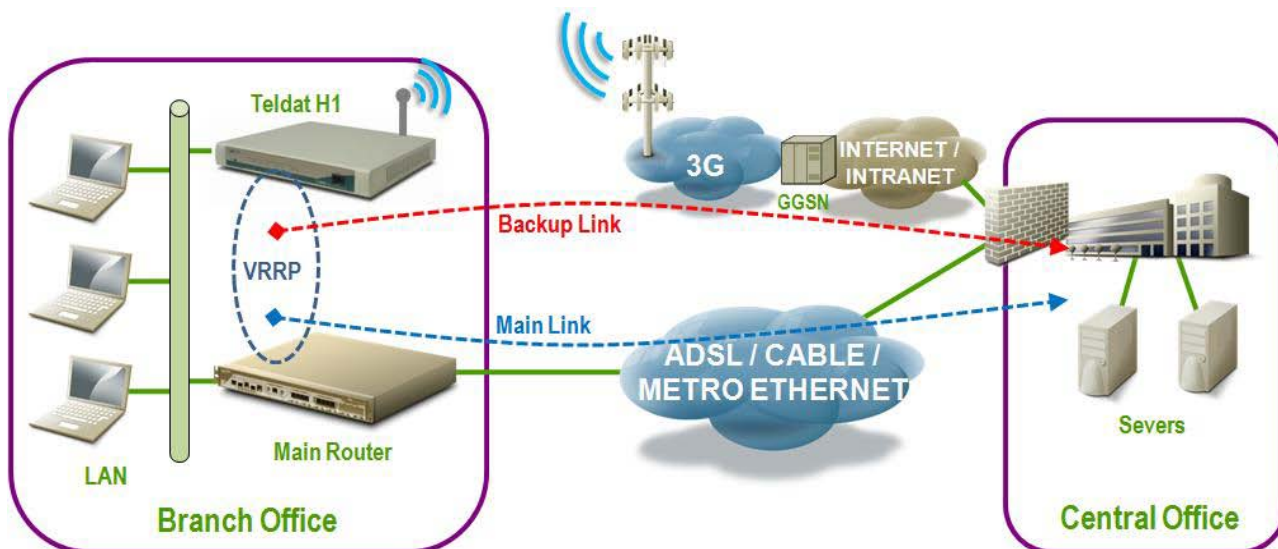 Teldat H1
3G
INTERNET /
INTRANET
GGSN
Backup Link
VRRP
Main Link
ADSL / CABLE /
METRO ETHERNET
Main Router
LAN
Branch Office
Severs
Central Office